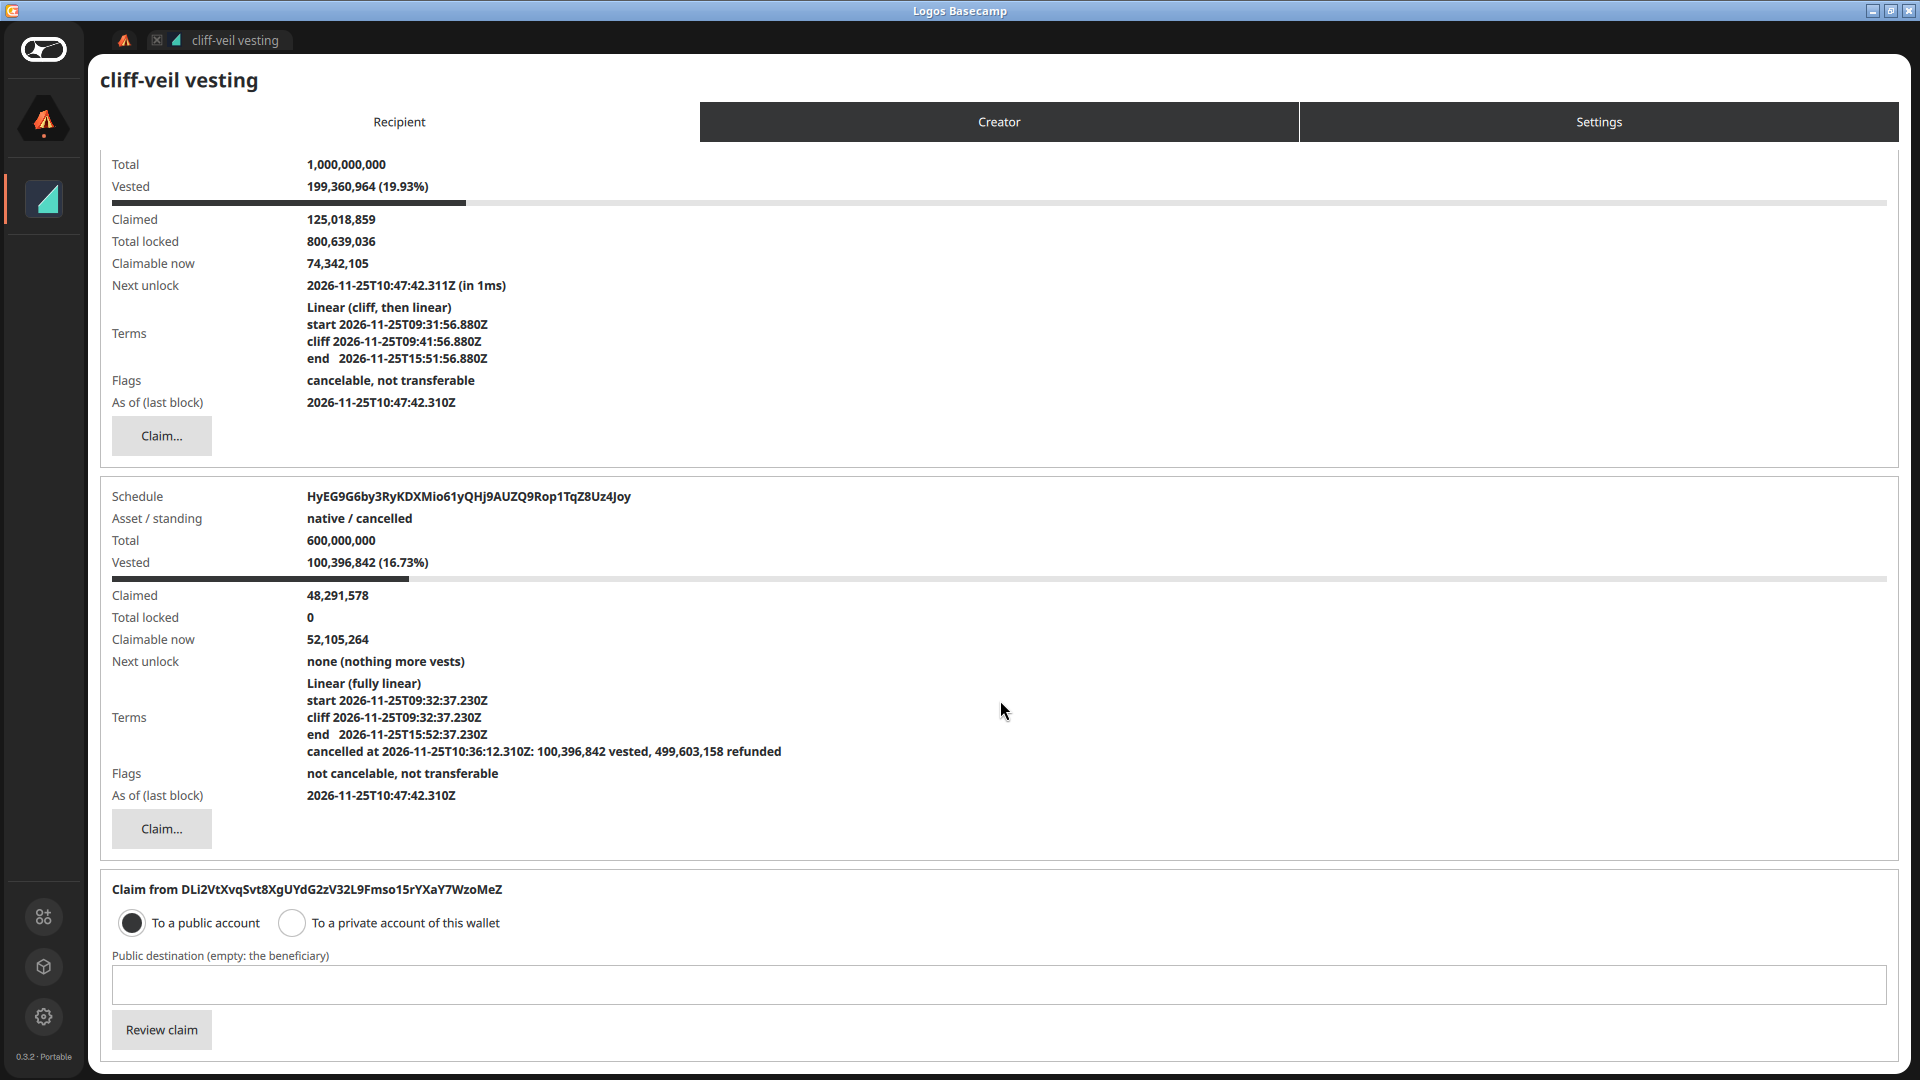 Logos Basecamp
cliff-veil vesting
cliff-veil vesting
Recipient
Creator
Settings
Total 1,000,000,000
Vested 199,360,964 (19.93%)
Claimed 125,018,859
Total locked 800,639,036
Claimable now 74,342,105
Next unlock 2026-11-25T10:47:42.311Z (in 1ms)
Terms
Linear (cliff, then linear)
start 2026-11-25T09:31:56.880Z
cliff 2026-11-25T09:41:56.880Z
end 2026-11-25T15:51:56.880Z
Flags cancelable, not transferable
As of (last block) 2026-11-25T10:47:42.310Z
Claim...
Schedule HyEG9G6by3RyKDXMio61yQHj9AUZQ9Rop1TqZ8Uz4Joy
Asset / standing native / cancelled
Total 600,000,000
Vested 100,396,842 (16.73%)
Claimed 48,291,578
Total locked 0
Claimable now 52,105,264
Next unlock none (nothing more vests)
Terms
Linear (fully linear)
start 2026-11-25T09:32:37.230Z
cliff 2026-11-25T09:32:37.230Z
end 2026-11-25T15:52:37.230Z
cancelled at 2026-11-25T10:36:12.310Z: 100,396,842 vested, 499,603,158 refunded
Flags not cancelable, not transferable
As of (last block) 2026-11-25T10:47:42.310Z
Claim...
Claim from DLi2VtXvqSvt8XgUYdG2zV32L9Fmso15rYXaY7WzoMeZ
To a public account
To a private account of this wallet
Public destination (empty: the beneficiary)
Review claim
0.3.2 · Portable